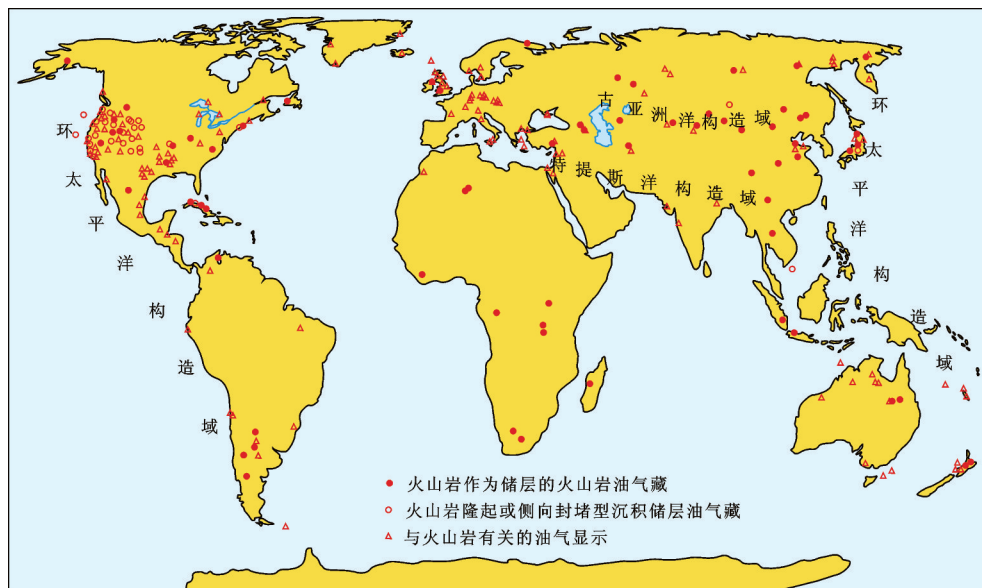 环太平洋构造域
古亚洲洋构造域
特提斯洋构造域
环太平洋构造域
火山岩作为储层的火山岩油气藏
火山岩隆起或侧向封堵型沉积储层油气藏
与火山岩有关的油气显示